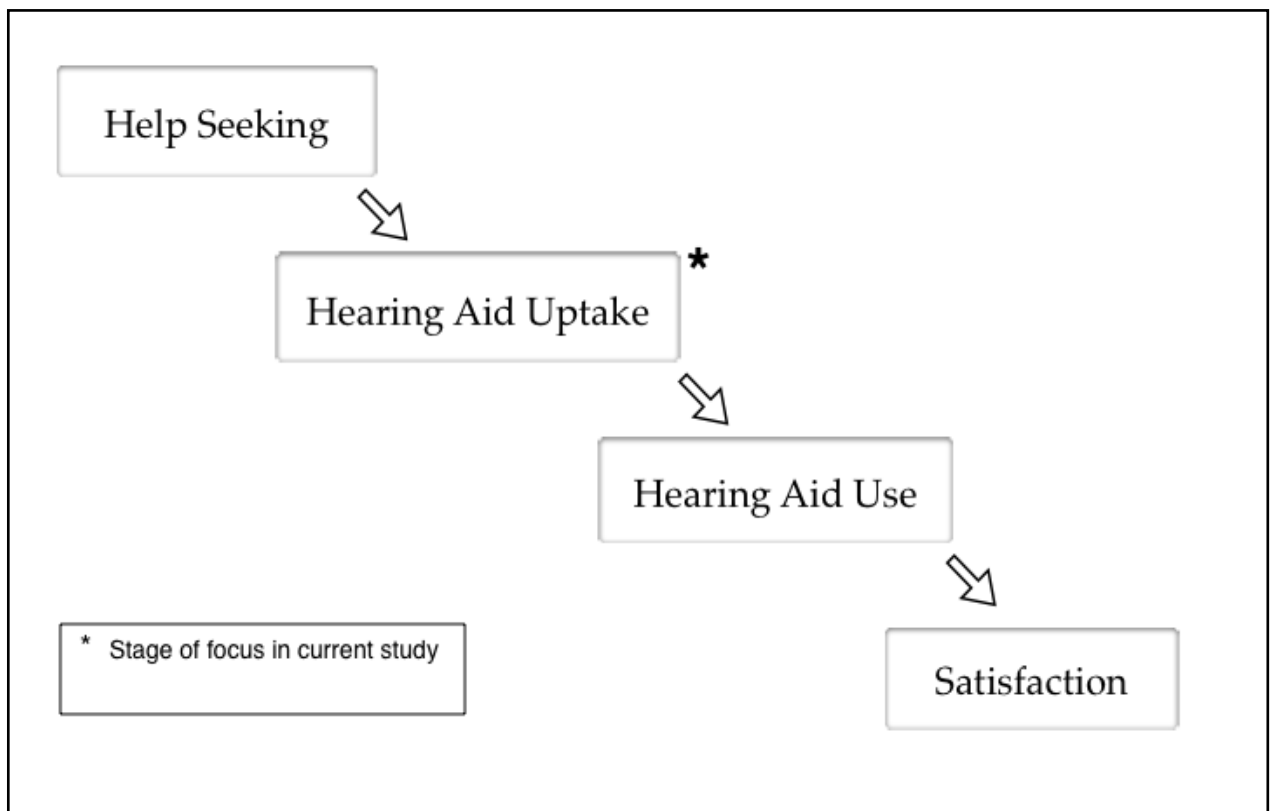 Help Seeking
Hearing Aid Uptake *
Hearing Aid Use
* Stage of focus in current study
Satisfaction